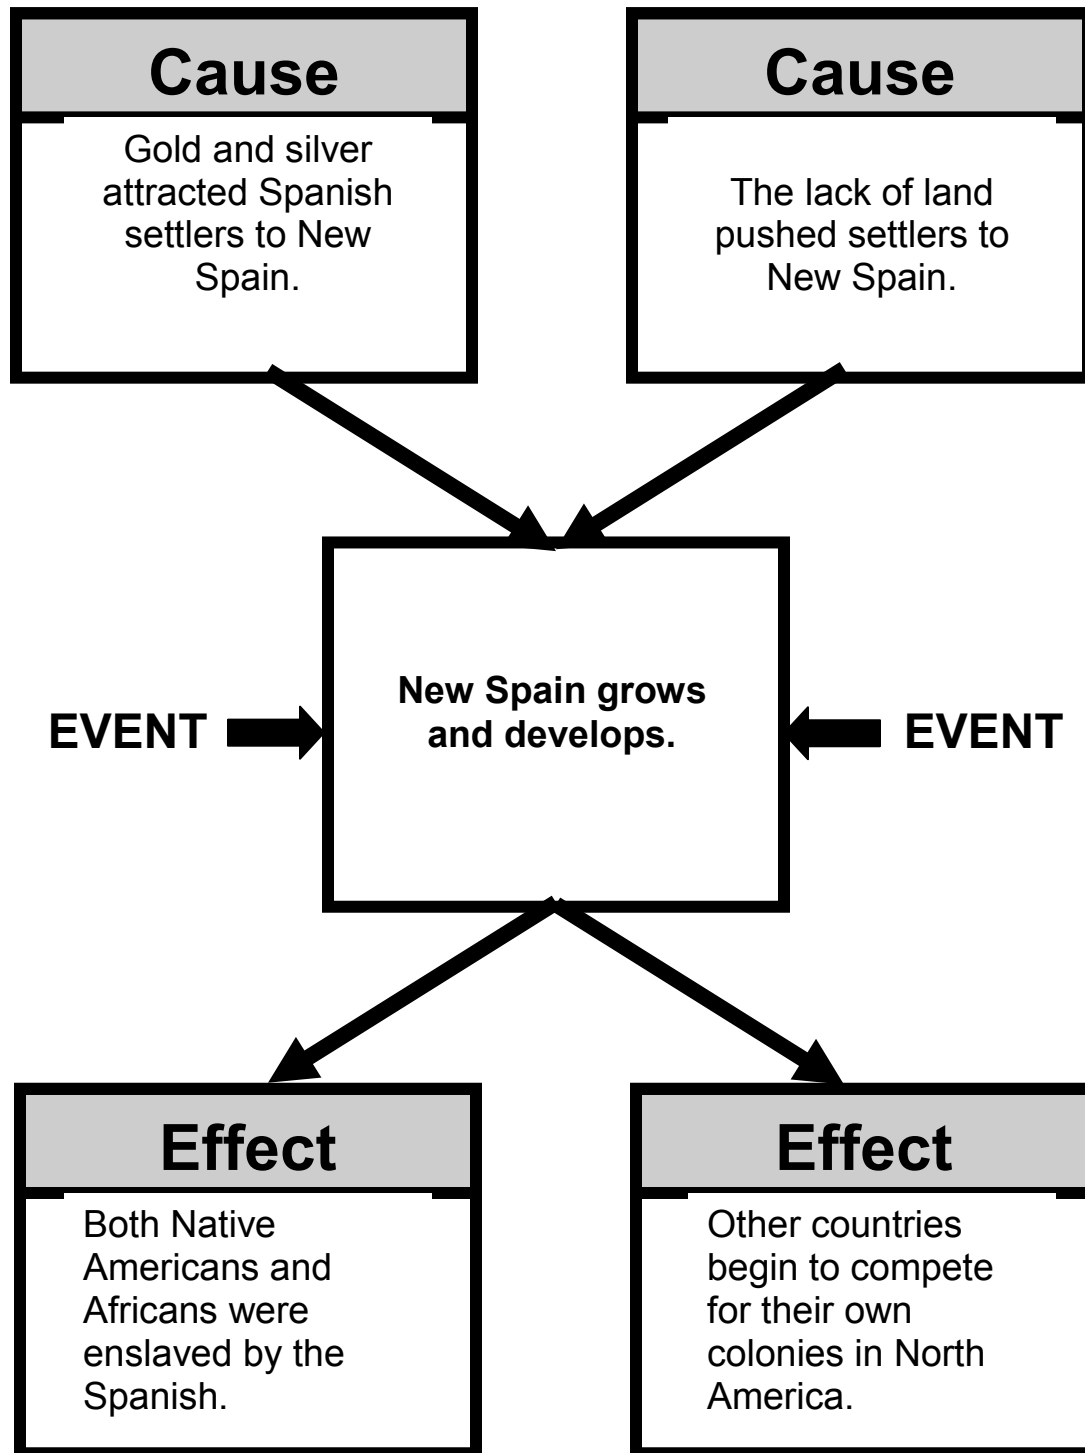 Cause
Gold and silver
attracted Spanish
settlers to New
Spain.
Cause
The lack of land
pushed settlers to
New Spain.
EVENT
New Spain grows
and develops.
EVENT
Effect
Both Native
Americans and
Africans were
enslaved by the
Spanish.
Effect
Other countries
begin to compete
for their own
colonies in North
America.